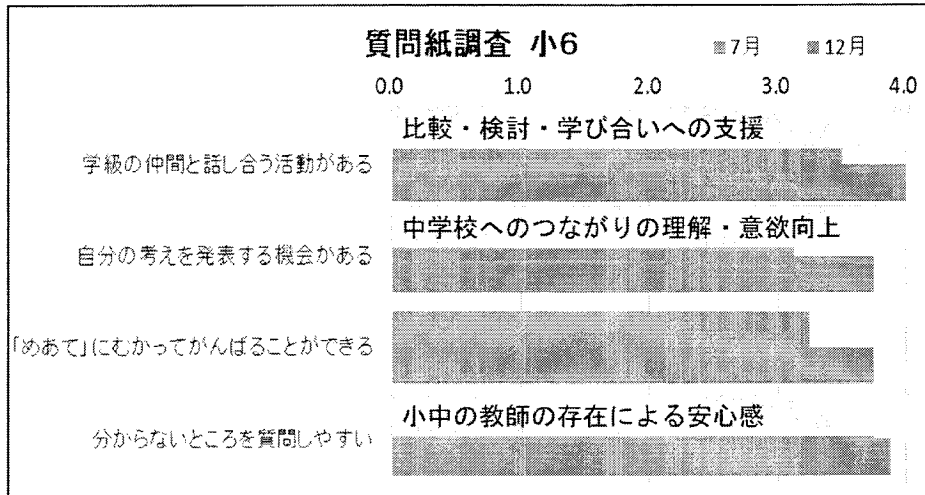 質問紙調査 小6
7月 12月
0.0 1.0 2.0 3.0 4.0
比較・検討・学び合いへの支援
学級の仲間と話し合う活動がある
中学校へのつながりの理解・意欲向上
自分の考えを発表する機会がある
「めあて」にむかってがんばることができる
小中の教師の存在による安心感
分からないところを質問しやすい